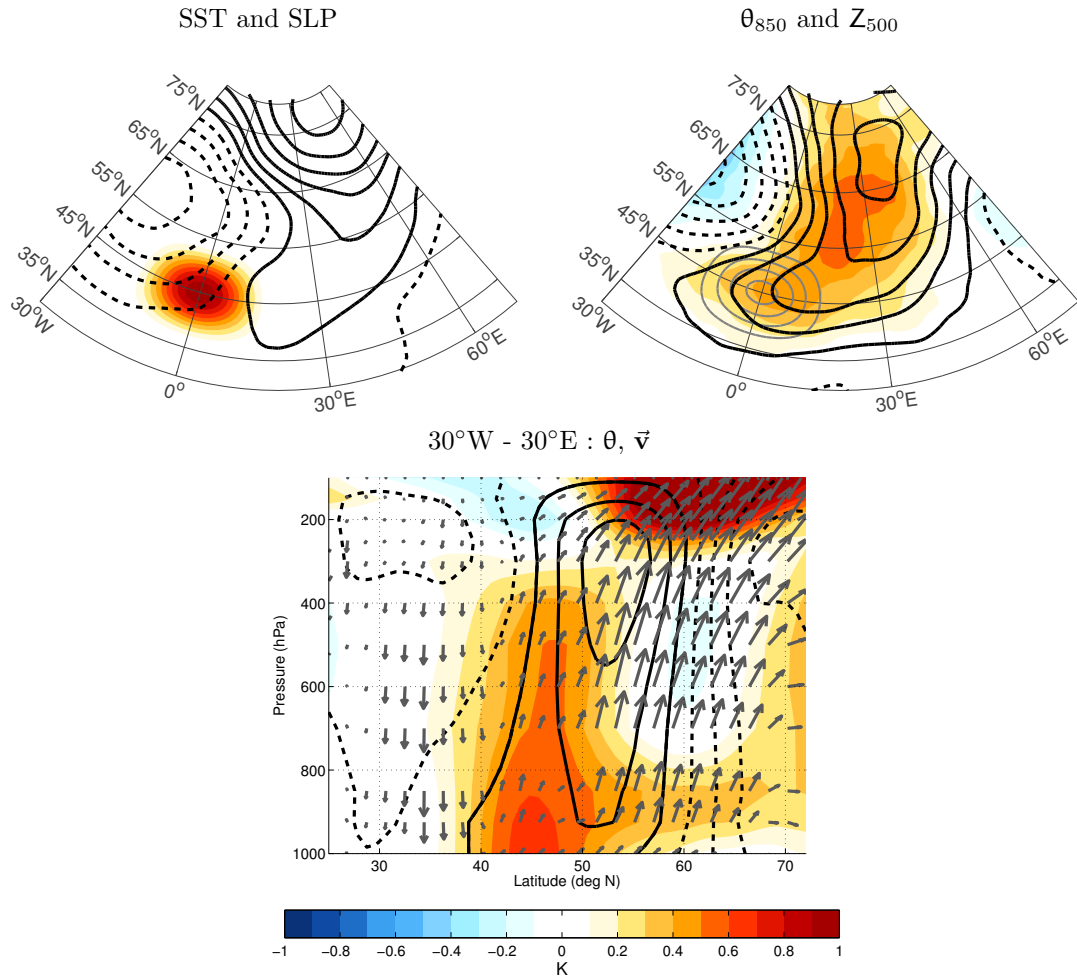 SST and SLP
θ850 and Z500
75°N
65°N
55°N
45°N
35°N
30°W
0°
30°E
60°E
75°N
65°N
55°N
45°N
35°N
30°W
0°
30°E
60°E
30°W - 30°E : θ, v⃗
200
400
600
800
1000
Pressure (hPa)
30 40 50 60 70
Latitude (deg N)
−1 −0.8 −0.6 −0.4 −0.2 0 0.2 0.4 0.6 0.8 1
K